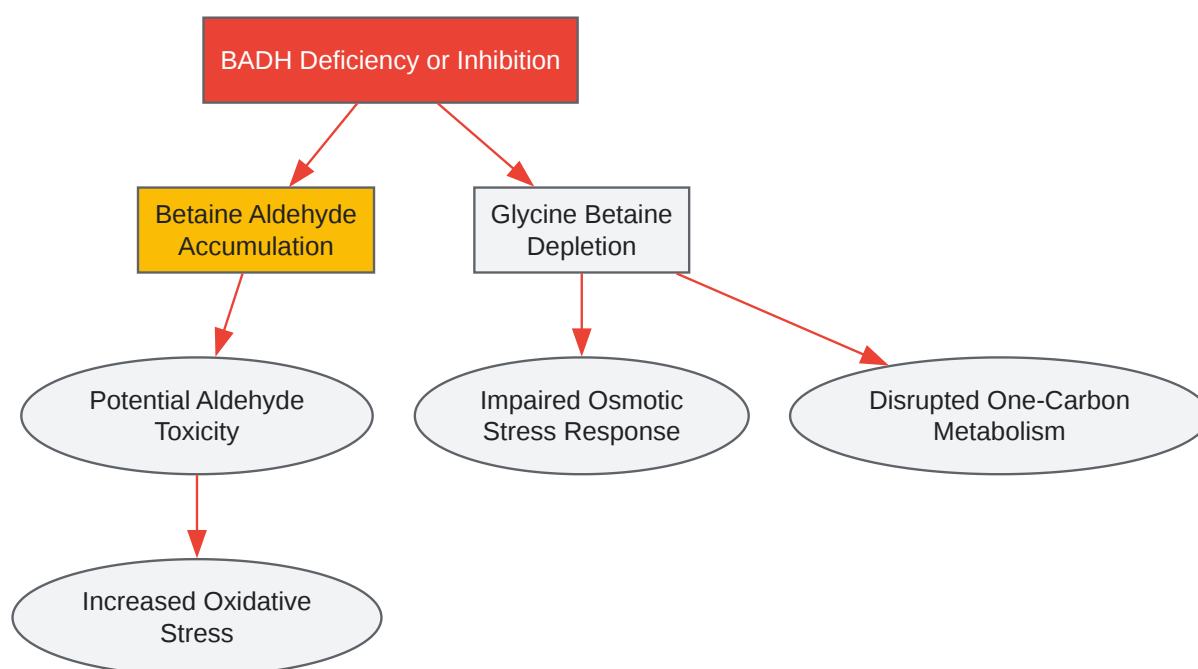 BADH Deficiency or Inhibition
Betaine Aldehyde
Accumulation
Glycine Betaine
Depletion
Potential Aldehyde
Toxicity
Impaired Osmotic
Stress Response
Disrupted One-Carbon
Metabolism
Increased Oxidative
Stress